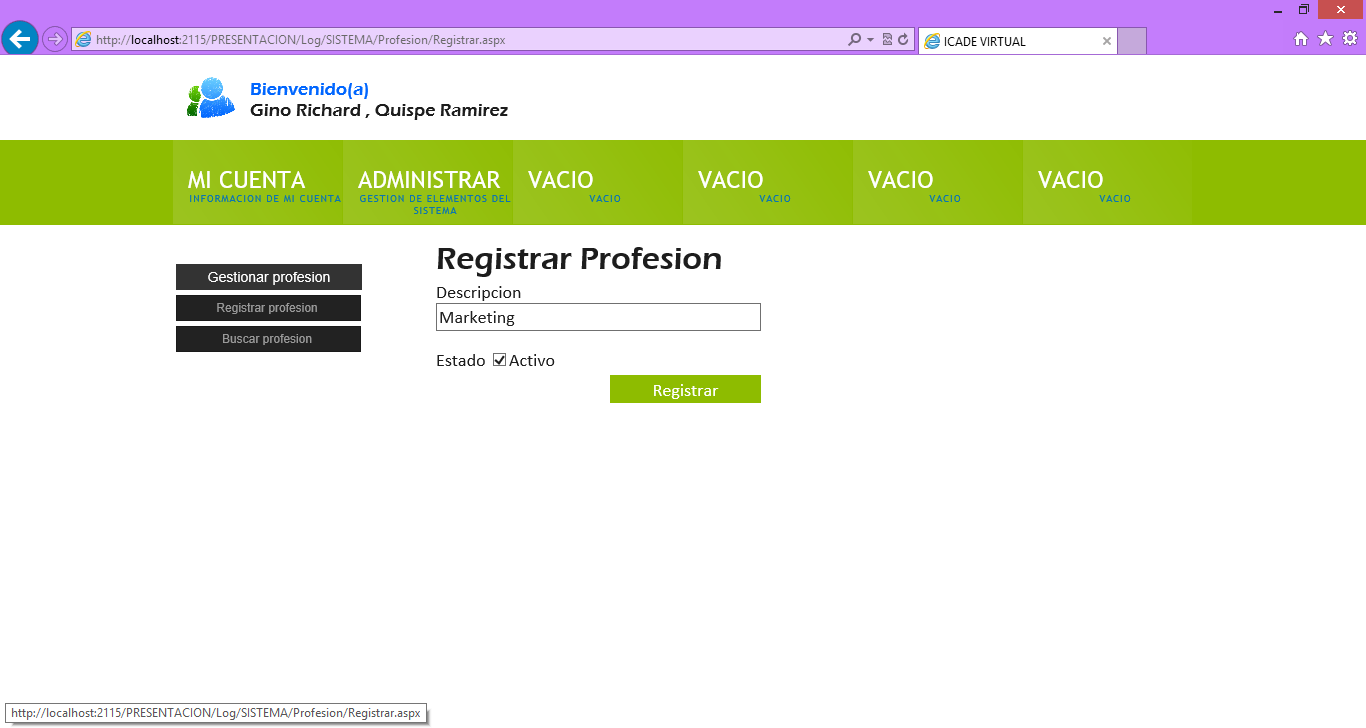 http://localhost:2115/PRESENTACION/Log/SISTEMA/Profesion/Registrar.aspx
ICADE VIRTUAL
Bienvenido(a)
Gino Richard , Quispe Ramirez
MI CUENTA
INFORMACION DE MI CUENTA
ADMINISTRAR
GESTION DE ELEMENTOS DEL
SISTEMA
VACIO
VACIO
VACIO
VACIO
VACIO
VACIO
VACIO
VACIO
Gestionar profesion
Registrar profesion
Buscar profesion
Registrar Profesion
Descripcion
Marketing
Estado Activo
Registrar
http://localhost:2115/PRESENTACION/Log/SISTEMA/Profesion/Registrar.aspx